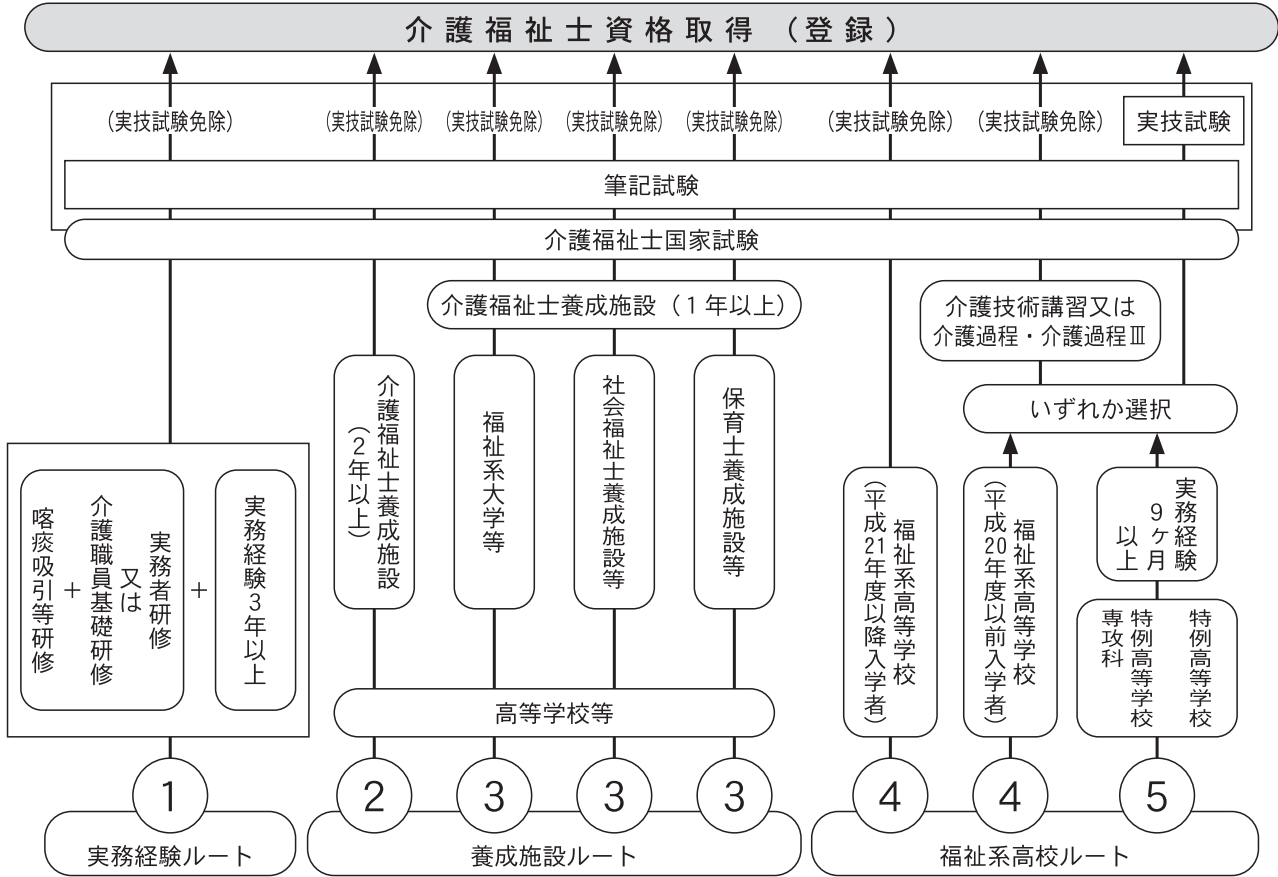 介護福祉士資格取得（登録）
(実技試験免除)
(実技試験免除)
(実技試験免除)
(実技試験免除)
(実技試験免除)
(実技試験免除)
(実技試験免除)
実技試験
筆記試験
介護福祉士国家試験
介護福祉士養成施設（1年以上）
介護技術講習又は
介護過程・介護過程Ⅲ
いずれか選択
実務者研修
又は
介護職員基礎研修
+
喀痰吸引等研修
+
実務経験3年以上
介護福祉士養成施設
（2年以上）
福祉系大学等
社会福祉士養成施設等
保育士養成施設等
高等学校等
福祉系高等学校
（平成21年度以降入学者）
福祉系高等学校
（平成20年度以前入学者）
実務経験
9ヶ月
以上
特例高等学校
特例高等学校
専攻科
1
2
3
3
3
4
4
5
実務経験ルート
養成施設ルート
福祉系高校ルート